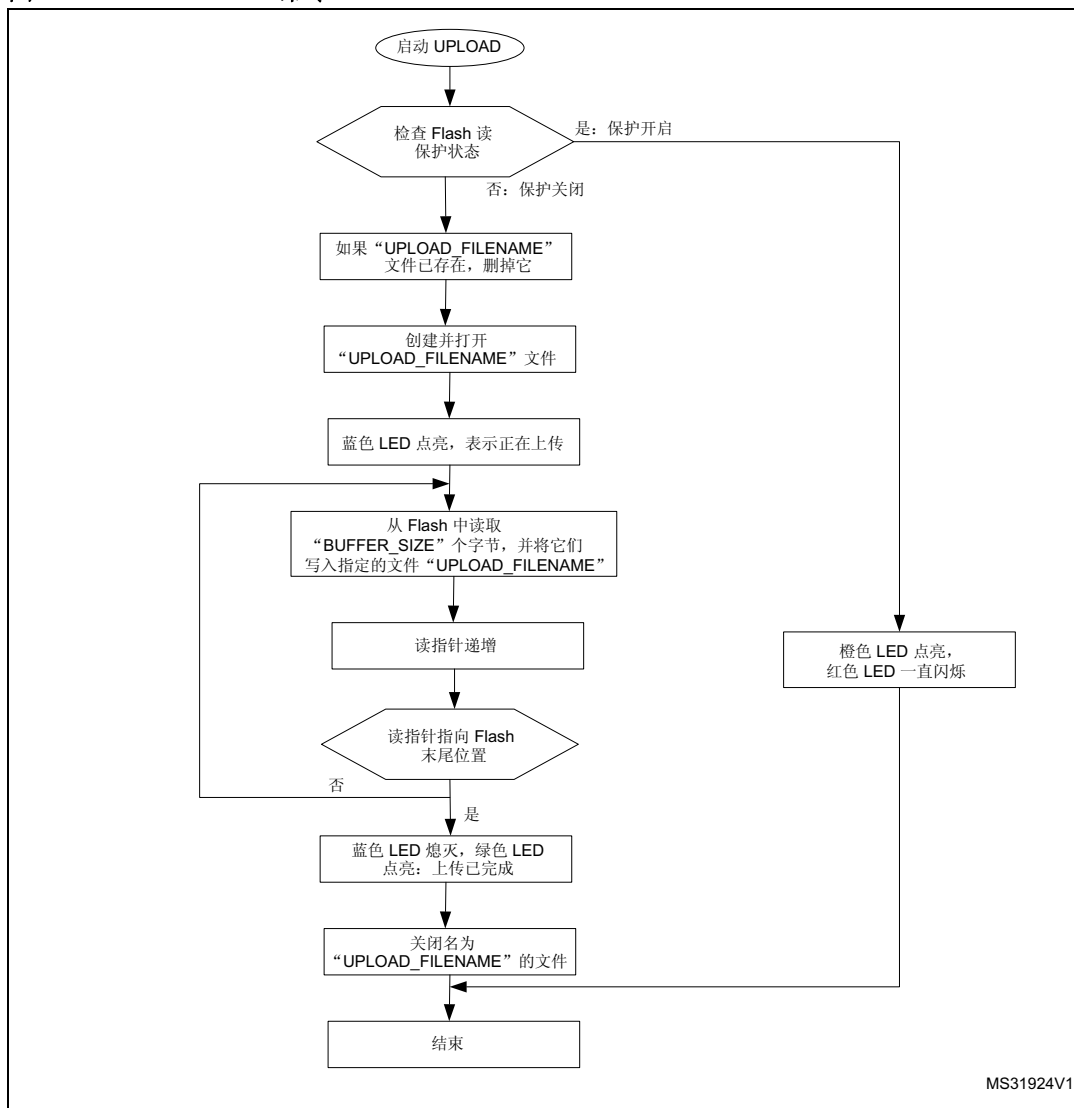 启动 UPLOAD
检查 Flash 读
保护状态
是：保护开启
否：保护关闭
如果“UPLOAD_FILENAME”
文件已存在，删掉它
创建并打开
“UPLOAD_FILENAME”文件
蓝色 LED 点亮，表示正在上传
从 Flash 中读取
“BUFFER_SIZE”个字节，并将它们
写入指定的文件“UPLOAD_FILENAME”
读指针递增
橙色 LED 点亮，
红色 LED 一直闪烁
读指针指向 Flash
末尾位置
否
是
蓝色 LED 熄灭，绿色 LED
点亮：上传已完成
关闭名为
“UPLOAD_FILENAME”的文件
结束
MS31924V1